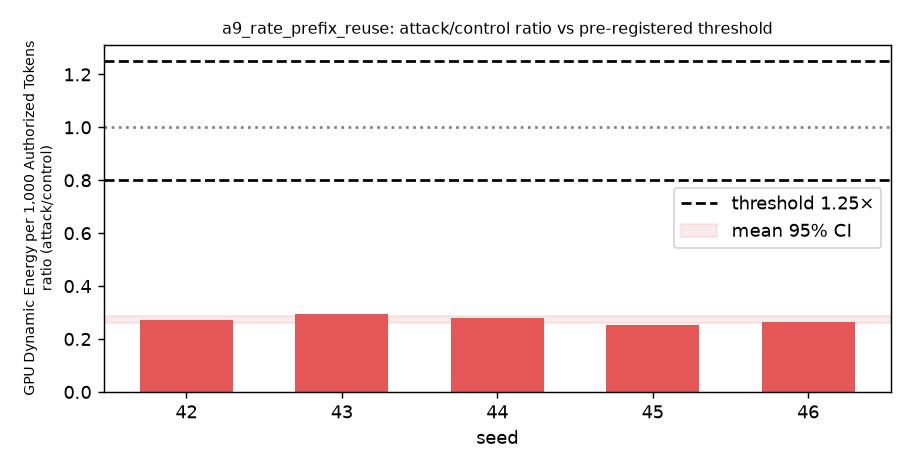 a9_rate_prefix_reuse: attack/control ratio vs pre-registered threshold
GPU Dynamic Energy per 1,000 Authorized Tokens
ratio (attack/control)
1.2
1.0
0.8
0.6
0.4
0.2
0.0
threshold 1.25×
mean 95% CI
42
43
44
45
46
seed